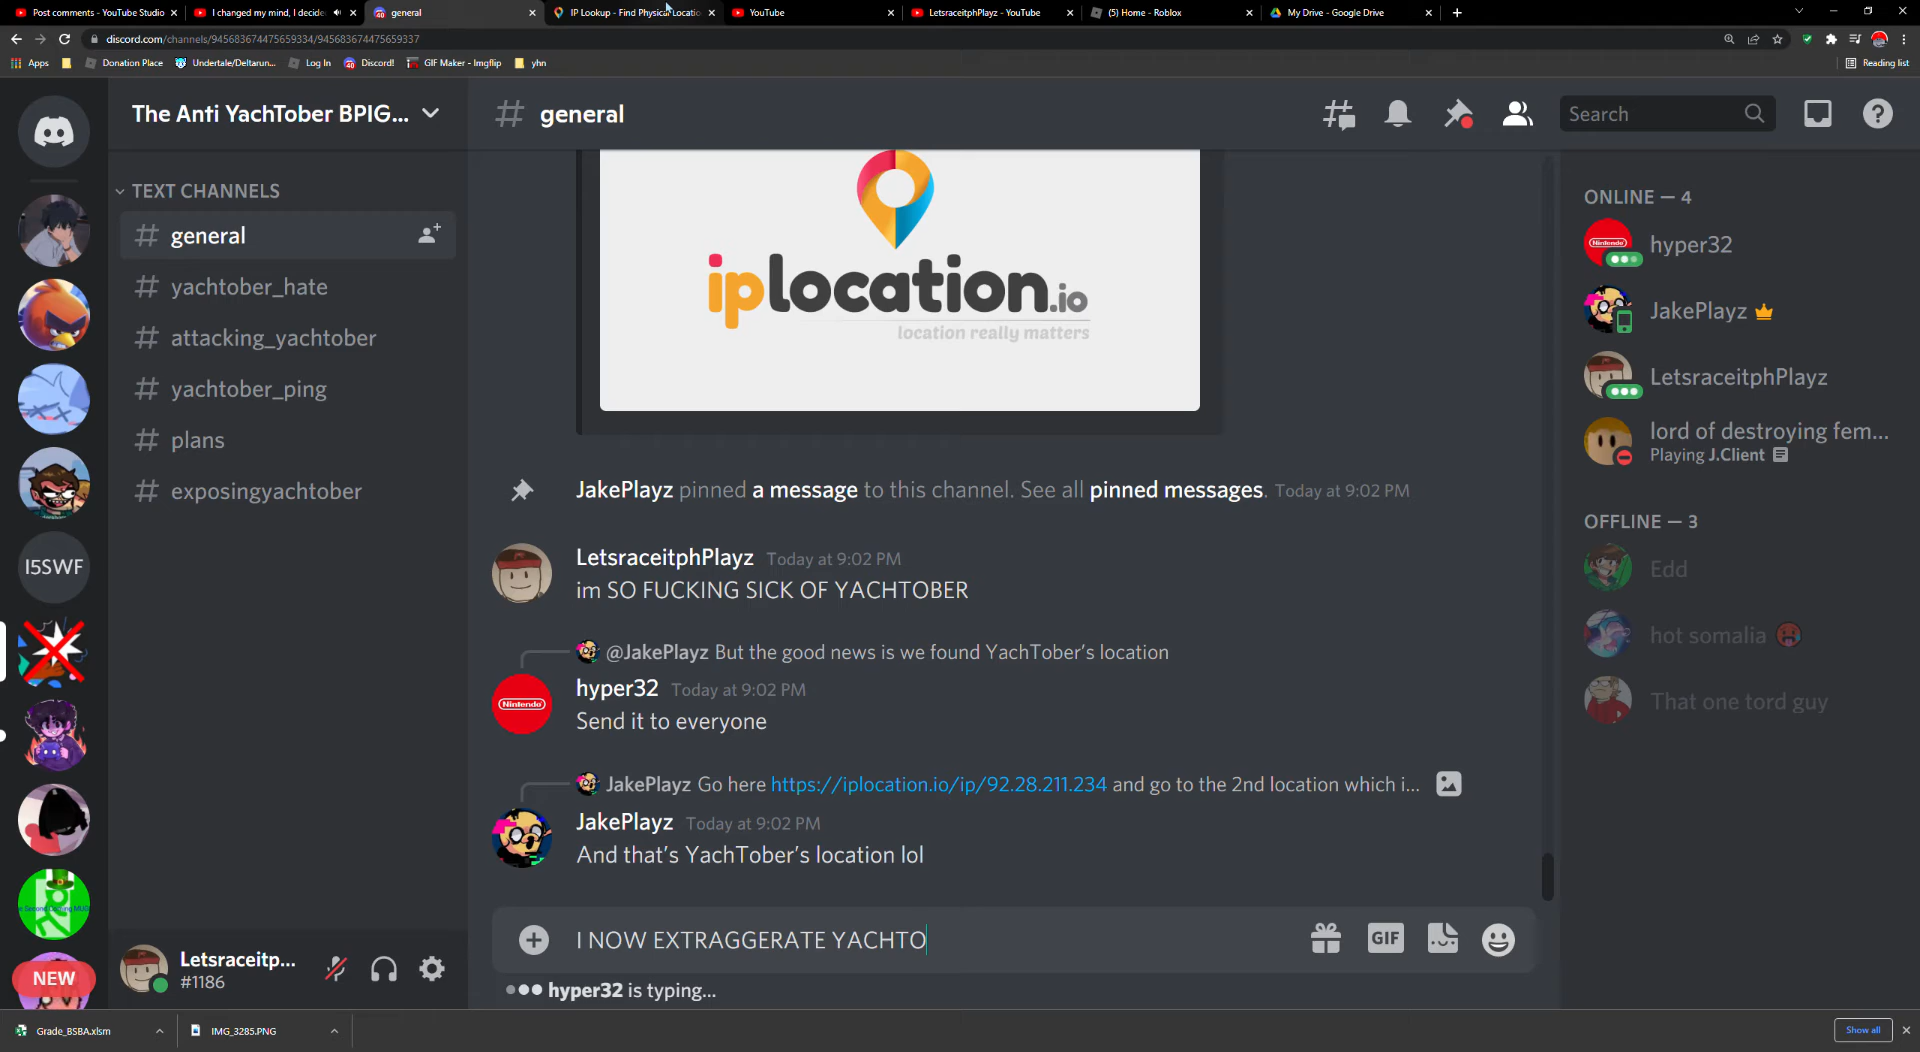 Post comments - YouTube Studio
I changed my mind, I decide
general
IP Lookup - Find Physical Locatio
YouTube
LetsraceitphPlayz - YouTube
(5) Home - Roblox
My Drive - Google Drive
discord.com/channels/945683674475659334/945683674475659337
Apps
Donation Place
Undertale/Deltarun...
Log In
Discord!
GIF Maker - Imgflip
yhn
Reading list
The Anti YachTober BPIG...
general
Search
TEXT CHANNELS
general
yachtober_hate
attacking_yachtober
yachtober_ping
plans
exposingyachtober
I5SWF
NEW
iplocation.io
location really matters
JakePlayz pinned a message to this channel. See all pinned messages. Today at 9:02 PM
LetsraceitphPlayz Today at 9:02 PM
im SO FUCKING SICK OF YACHTOBER
@JakePlayz But the good news is we found YachTober's location
hyper32 Today at 9:02 PM
Send it to everyone
JakePlayz Go here https://iplocation.io/ip/92.28.211.234 and go to the 2nd location which i...
JakePlayz Today at 9:02 PM
And that's YachTober's location lol
I NOW EXTRAGGERATE YACHTO
GIF
hyper32 is typing...
ONLINE — 4
Nintendo
hyper32
JakePlayz
LetsraceitphPlayz
lord of destroying fem...
Playing J.Client
OFFLINE — 3
Edd
hot somalia
That one tord guy
Letsraceitp...
#1186
Grade_BSBA.xlsm
IMG_3285.PNG
Show all